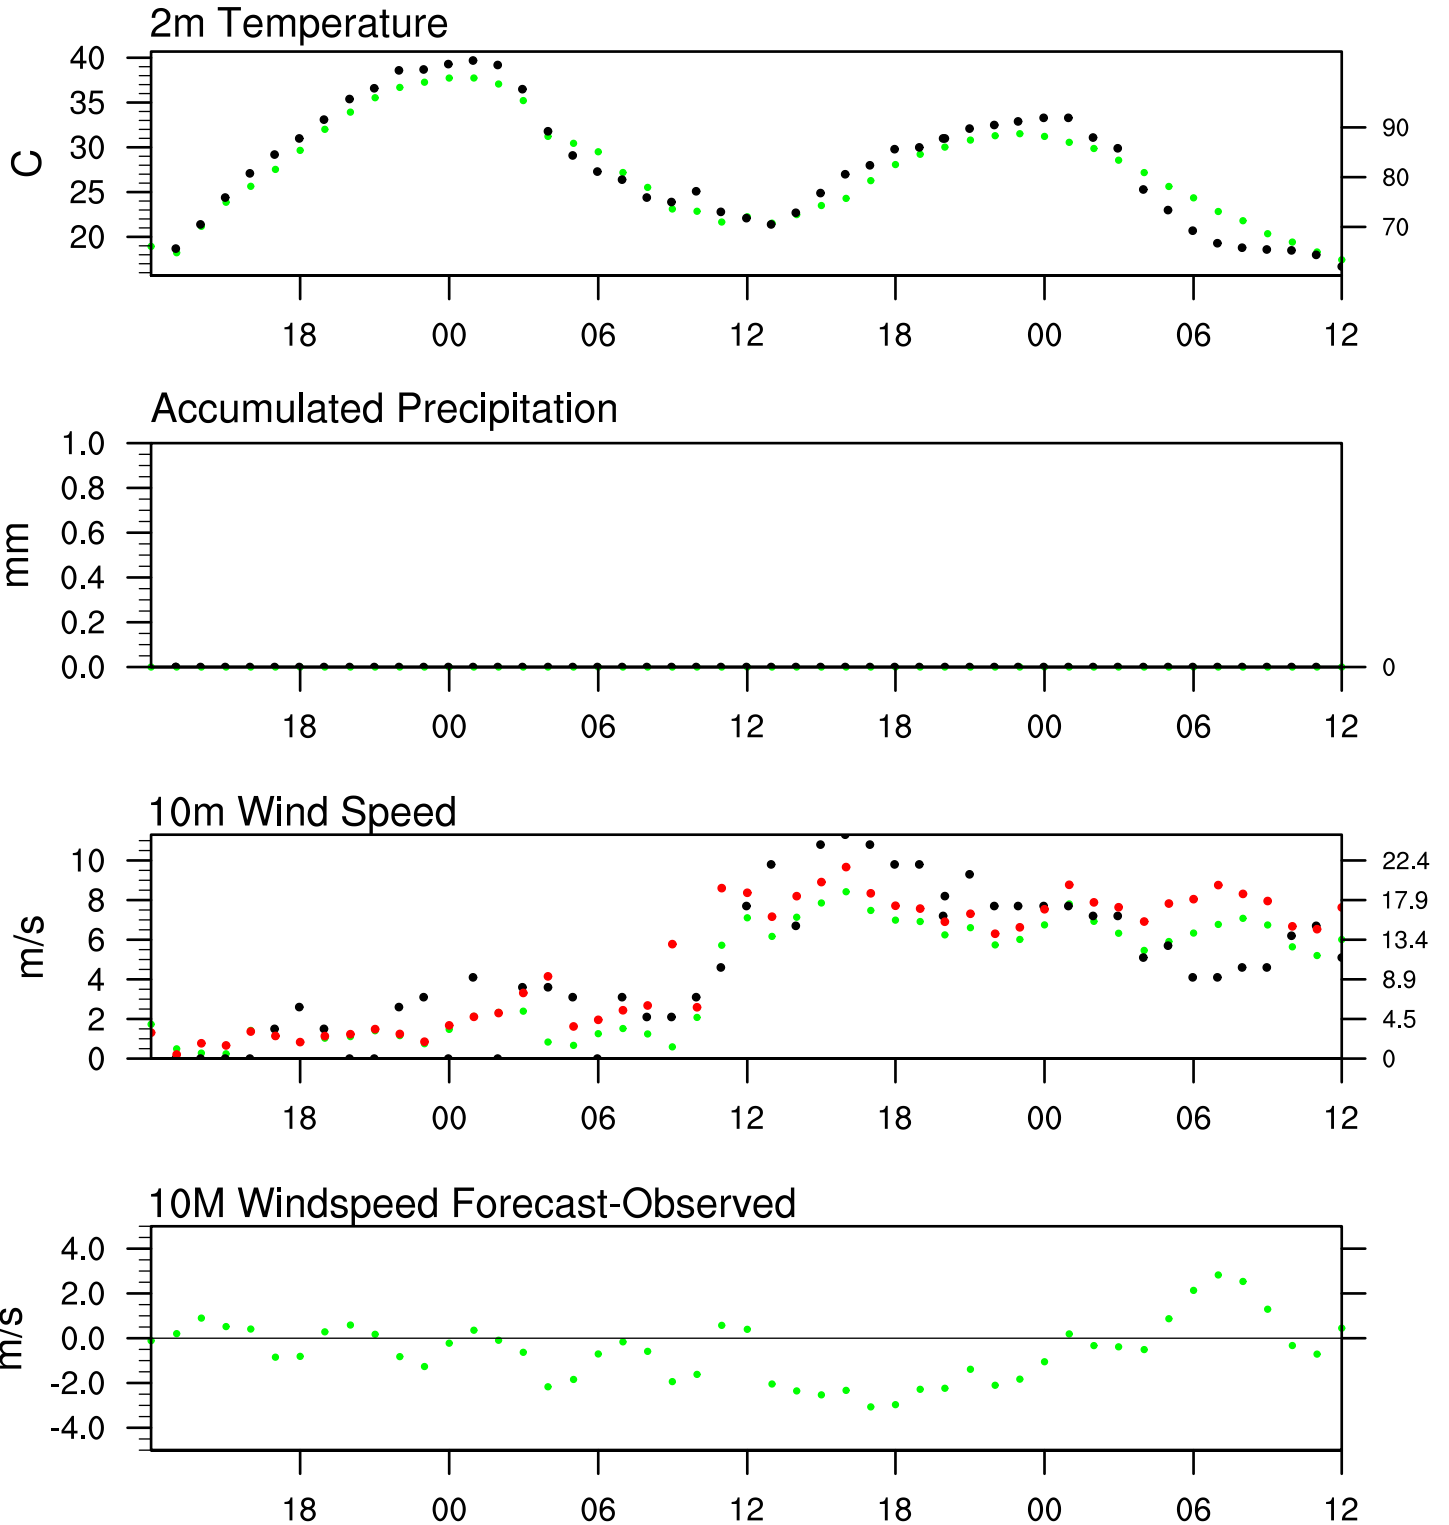 2m Temperature
40
35
30
25
20
C
90
80
70
18 00 06 12 18 00 06 12
Accumulated Precipitation
1.0
0.8
0.6
0.4
0.2
0.0
mm
0
18 00 06 12 18 00 06 12
10m Wind Speed
10
8
6
4
2
0
m/s
22.4
17.9
13.4
8.9
4.5
0
18 00 06 12 18 00 06 12
10M Windspeed Forecast-Observed
4.0
2.0
0.0
-2.0
-4.0
m/s
18 00 06 12 18 00 06 12